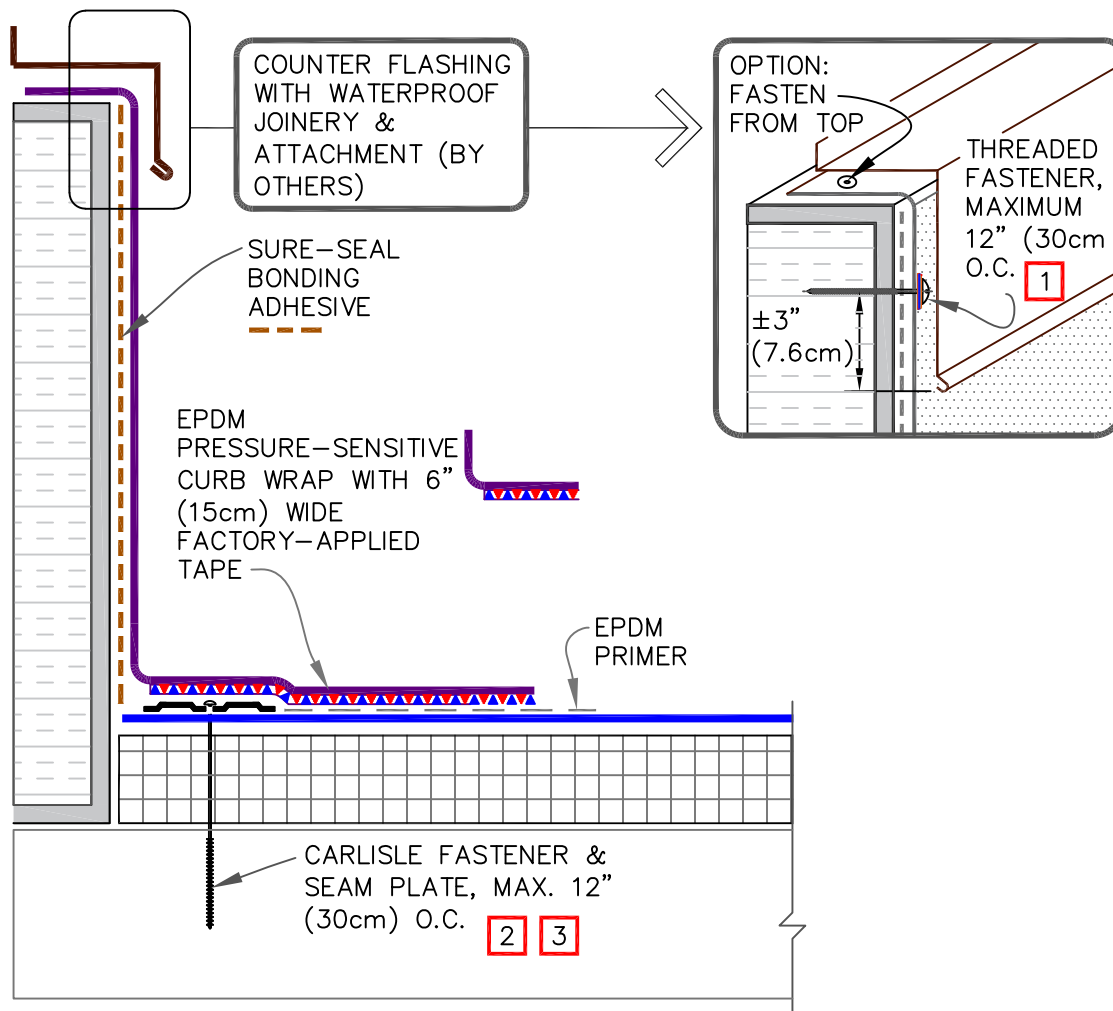 COUNTER FLASHING
WITH WATERPROOF
JOINERY &
ATTACHMENT (BY
OTHERS)
OPTION:
FASTEN
FROM TOP
THREADED
FASTENER,
MAXIMUM
12" (30cm
O.C. 1
±3"
(7.6cm)
SURE-SEAL
BONDING
ADHESIVE
EPDM
PRESSURE-SENSITIVE
CURB WRAP WITH 6"
(15cm) WIDE
FACTORY-APPLIED
TAPE
EPDM
PRIMER
CARLISLE FASTENER &
SEAM PLATE, MAX. 12"
(30cm) O.C. 2 3